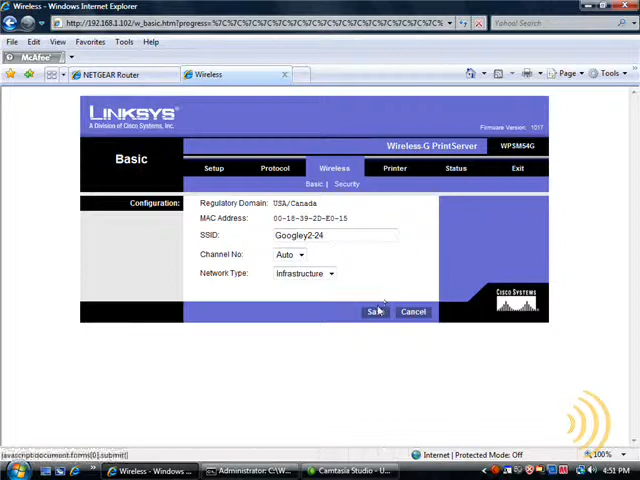 Wireless - Windows Internet Explorer
http://192.168.1.102/w_basic.htm?progress=%7C%7C%7C%7C%7C%7C%7C%7C%7C%7C%7C%7C%7C%7C%7C%7C%
Yahoo! Search
File Edit View Favorites Tools Help
McAfee
NETGEAR Router
Wireless
Page
Tools
LINKSYS®
A Division of Cisco Systems, Inc.
Firmware Version: 1017
Wireless-G PrintServer WPSM54G
Basic
Setup Protocol Wireless Printer Status Exit
Basic | Security
Configuration:
Regulatory Domain: USA/Canada
MAC Address: 00-18-39-2D-E0-15
SSID: Googley2-24
Channel No: Auto
Network Type: Infrastructure
Cancel
CISCO SYSTEMS
javascript:document.forms[0].submit()
Internet | Protected Mode: Off
100%
Wireless - Windows ...
Administrator: C:\W...
Camtasia Studio - U...
4:51 PM